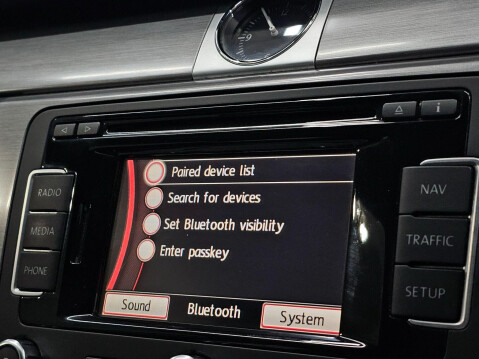 Paired device list
Search for devices
Set Bluetooth visibility
Enter passkey
Sound
Bluetooth
System
RADIO
MEDIA
PHONE
NAV
TRAFFIC
SETUP
i